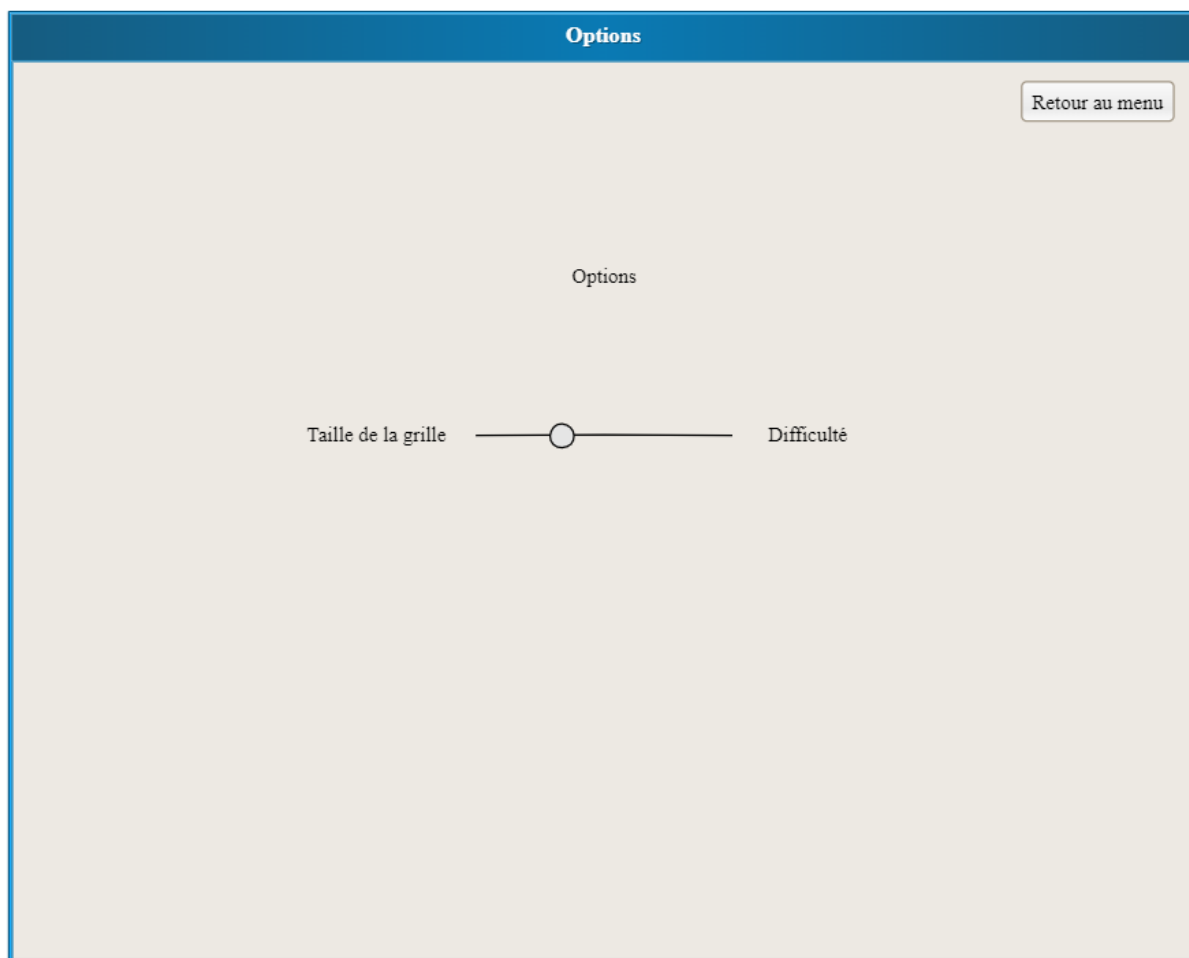 Options
Retour au menu
Options
Taille de la grille
Difficulté